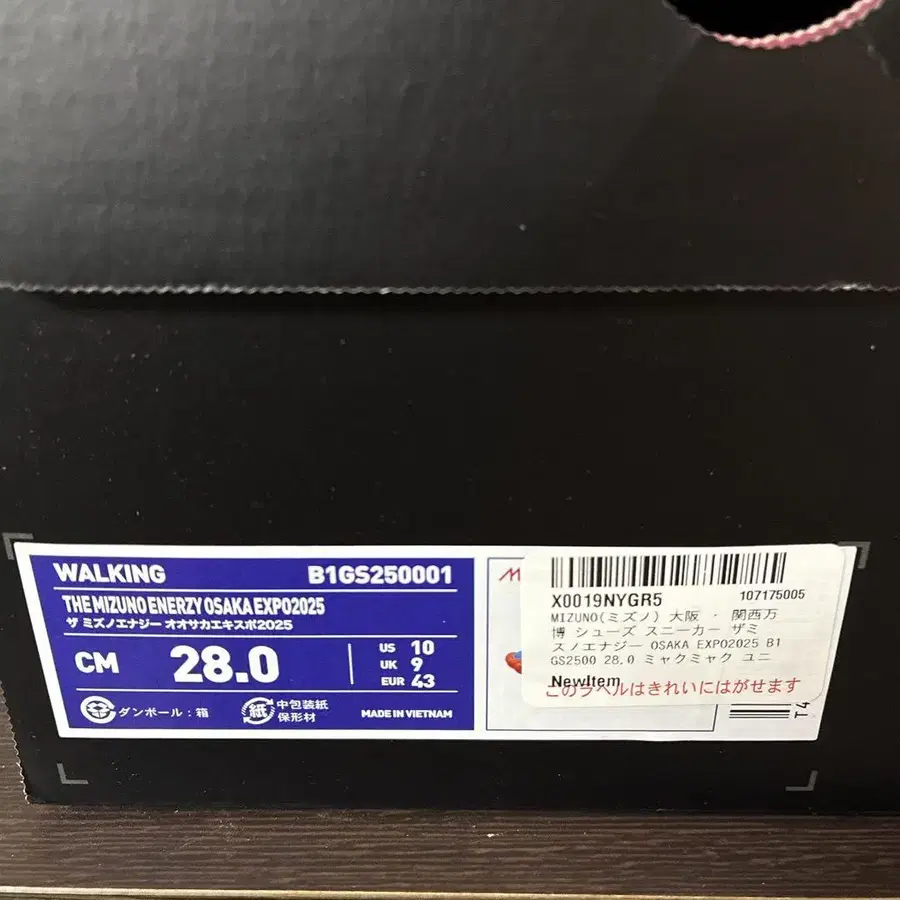 WALKING B1GS250001
THE MIZUNO ENERZY OSAKA EXPO2025
ザ ミズノエナジー オオサカエキスポ2025
CM 28.0
US 10
UK 9
EUR 43
ダンボール：箱
紙 中包装紙
保形材
MADE IN VIETNAM
X0019NYGR5 107175005
MIZUNO(ミズノ) 大阪 ・ 関西万
博 シューズ スニーカー ザミ
スノエナジー OSAKA EXPO2025 B1
GS2500 28.0 ミャクミャク ユニ
NewItem
このラベルはきれいにはがせます